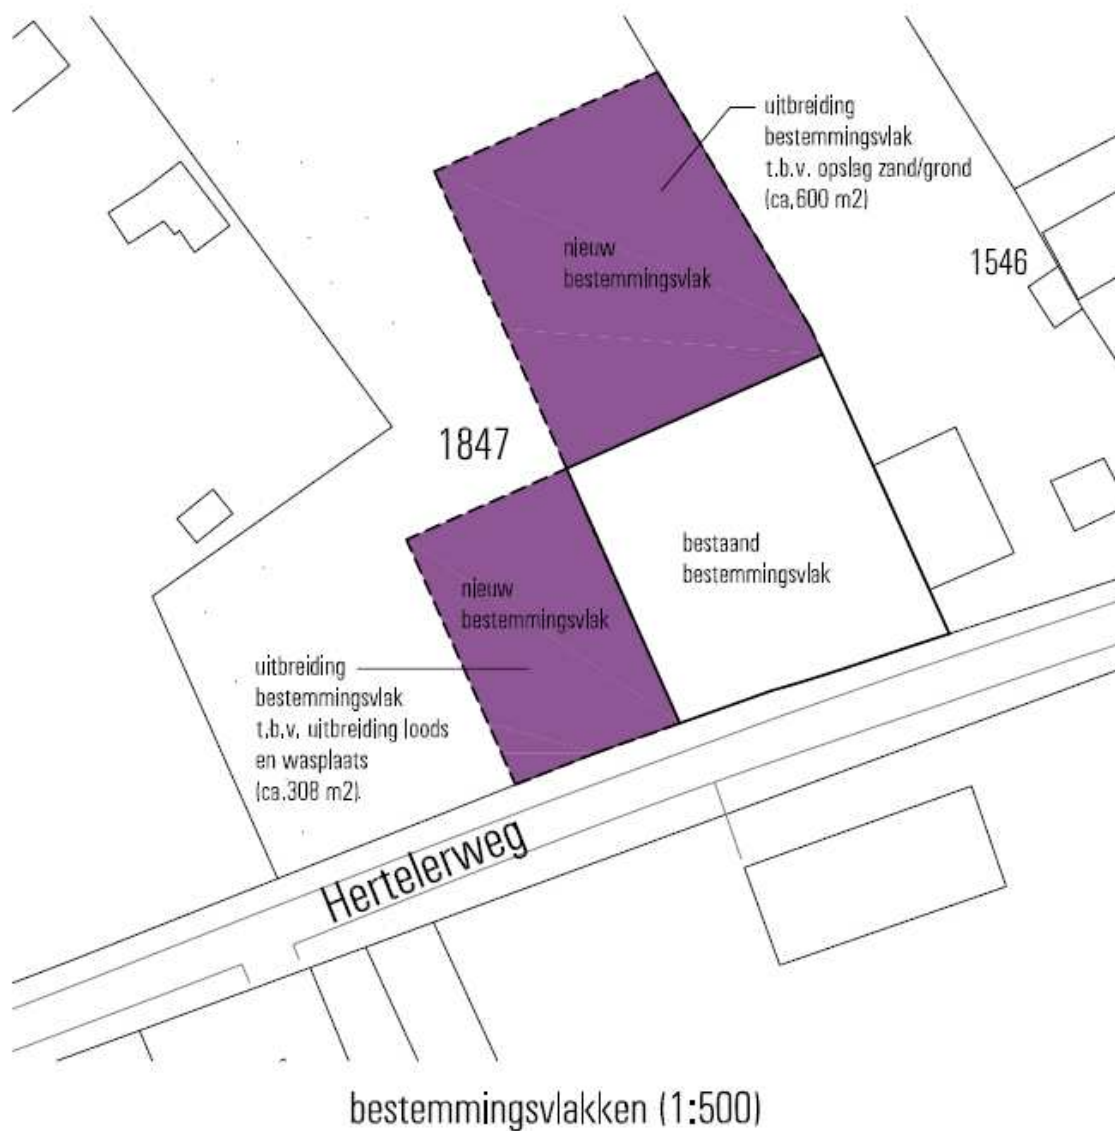 uitbreiding
bestemmingsvlak
t.b.v. opslag zand/grond
(ca.600 m2)
nieuw
bestemmingsvlak
1546
1847
bestaand
bestemmingsvlak
nieuw
bestemmingsvlak
uitbreiding
bestemmingsvlak
t.b.v. uitbreiding loods
en wasplaats
(ca.308 m2).
Hertelerweg
bestemmingsvlakken (1:500)